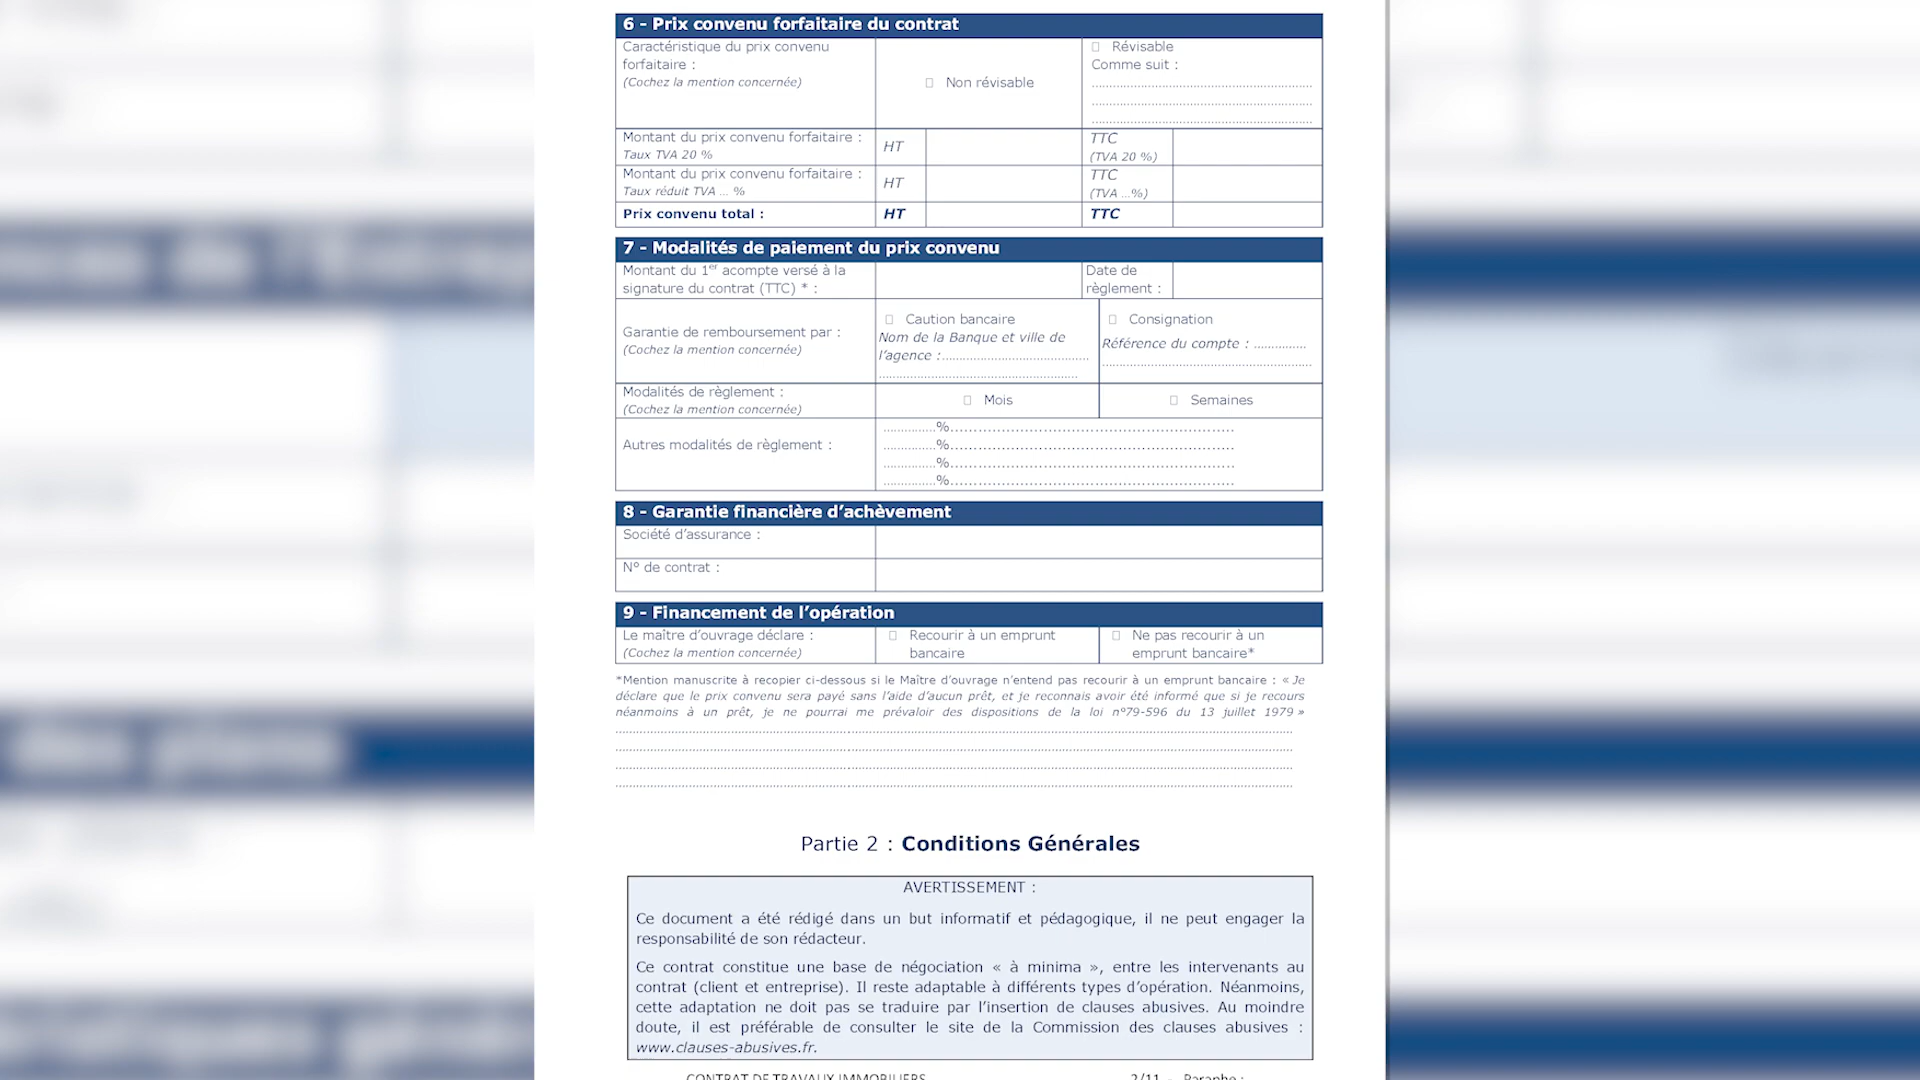 6 - Prix convenu forfaitaire du contrat
Caractéristique du prix convenu
forfaitaire :
(Cochez la mention concernée)
Non révisable
Révisable
Comme suit :
Montant du prix convenu forfaitaire :
Taux TVA 20 %
HT
TTC
(TVA 20 %)
Montant du prix convenu forfaitaire :
Taux réduit TVA ... %
HT
TTC
(TVA ...%)
Prix convenu total :
HT
TTC
7 - Modalités de paiement du prix convenu
Montant du 1er acompte versé à la
signature du contrat (TTC) * :
Date de
règlement :
Garantie de remboursement par :
(Cochez la mention concernée)
Caution bancaire
Nom de la Banque et ville de
l’agence :..........................................
Consignation
Référence du compte : ...............
Modalités de règlement :
(Cochez la mention concernée)
Mois
Semaines
Autres modalités de règlement :
...............%................................................
...............%................................................
...............%................................................
...............%................................................
8 - Garantie financière d’achèvement
Société d’assurance :
N° de contrat :
9 - Financement de l’opération
Le maître d’ouvrage déclare :
(Cochez la mention concernée)
Recourir à un emprunt
bancaire
Ne pas recourir à un
emprunt bancaire*
*Mention manuscrite à recopier ci-dessous si le Maître d’ouvrage n’entend pas recourir à un emprunt bancaire : « Je
déclare que le prix convenu sera payé sans l’aide d’aucun prêt, et je reconnais avoir été informé que si je recours
néanmoins à un prêt, je ne pourrai me prévaloir des dispositions de la loi n°79-596 du 13 juillet 1979 »
Partie 2 : Conditions Générales
AVERTISSEMENT :
Ce document a été rédigé dans un but informatif et pédagogique, il ne peut engager la
responsabilité de son rédacteur.
Ce contrat constitue une base de négociation « à minima », entre les intervenants au
contrat (client et entreprise). Il reste adaptable à différents types d’opération. Néanmoins,
cette adaptation ne doit pas se traduire par l’insertion de clauses abusives. Au moindre
doute, il est préférable de consulter le site de la Commission des clauses abusives :
www.clauses-abusives.fr.
CONTRAT DE TRAVAUX IMMOBILIERS
2/11 - Paraphe :